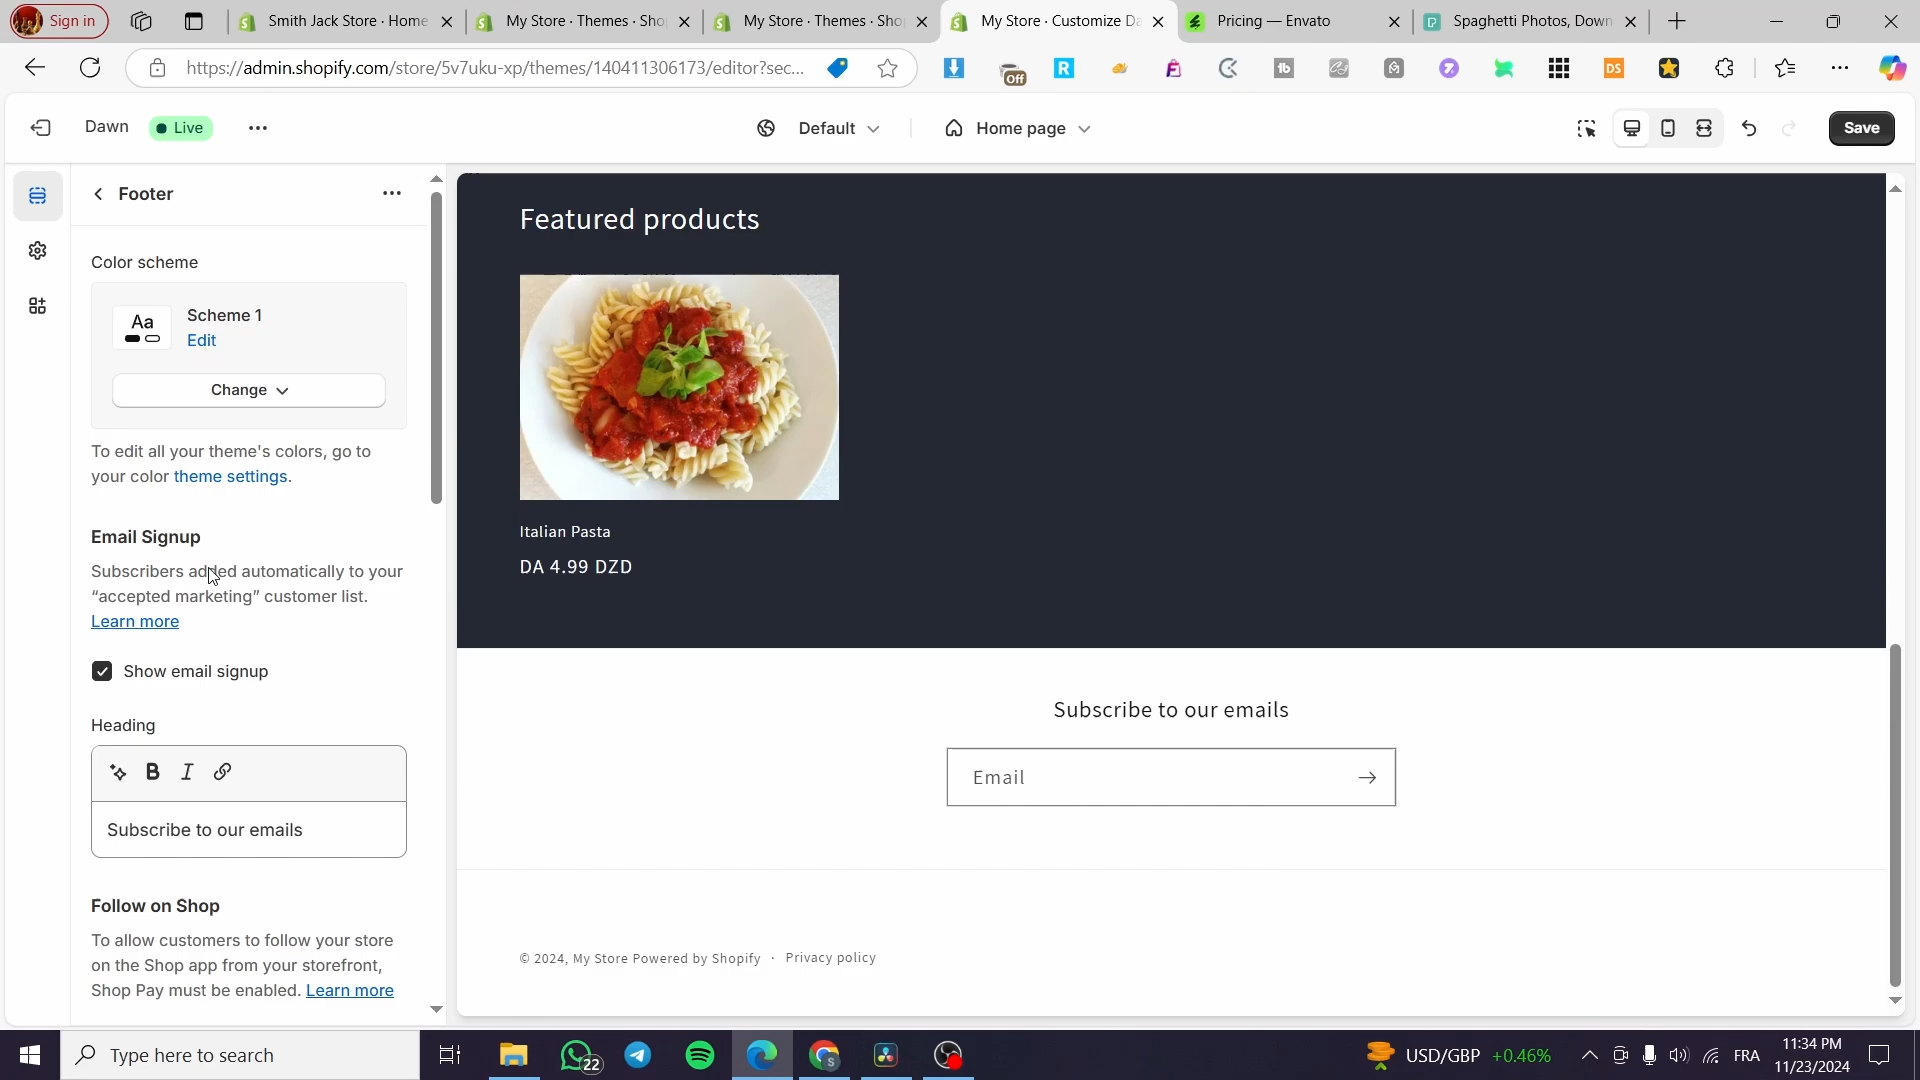 Sign in
Smith Jack Store · Home
My Store · Themes · Sho
My Store · Themes · Sho
My Store · Customize Da
Pricing — Envato
Spaghetti Photos, Down
https://admin.shopify.com/store/5v7uku-xp/themes/140411306173/editor?sec...
Off
DS
Dawn
Live
Default
Home page
Save
Footer
Color scheme
Aa
Scheme 1
Edit
Change
To edit all your theme's colors, go to
your color theme settings.
Email Signup
Subscribers added automatically to your
“accepted marketing” customer list.
Learn more
Show email signup
Heading
B I
Subscribe to our emails
Follow on Shop
To allow customers to follow your store
on the Shop app from your storefront,
Shop Pay must be enabled. Learn more
Featured products
Italian Pasta
DA 4.99 DZD
Subscribe to our emails
Email
© 2024, My Store Powered by Shopify · Privacy policy
Type here to search
22
USD/GBP +0.46%
FRA
11:34 PM
11/23/2024